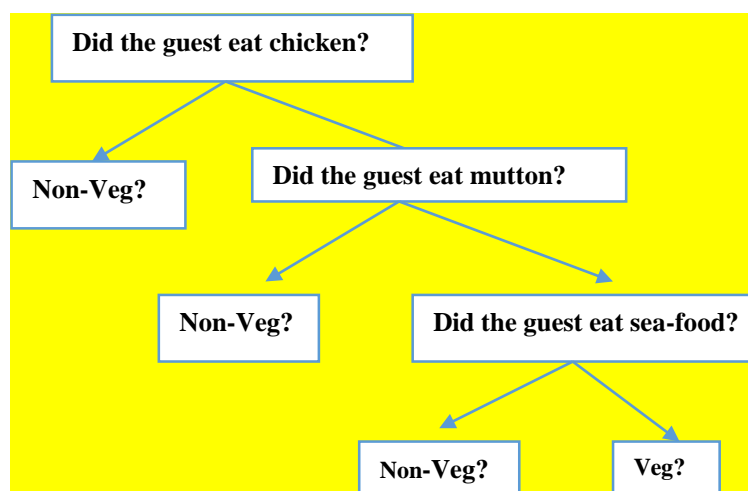 Did the guest eat chicken?
Non-Veg?
Did the guest eat mutton?
Non-Veg?
Did the guest eat sea-food?
Non-Veg?
Veg?